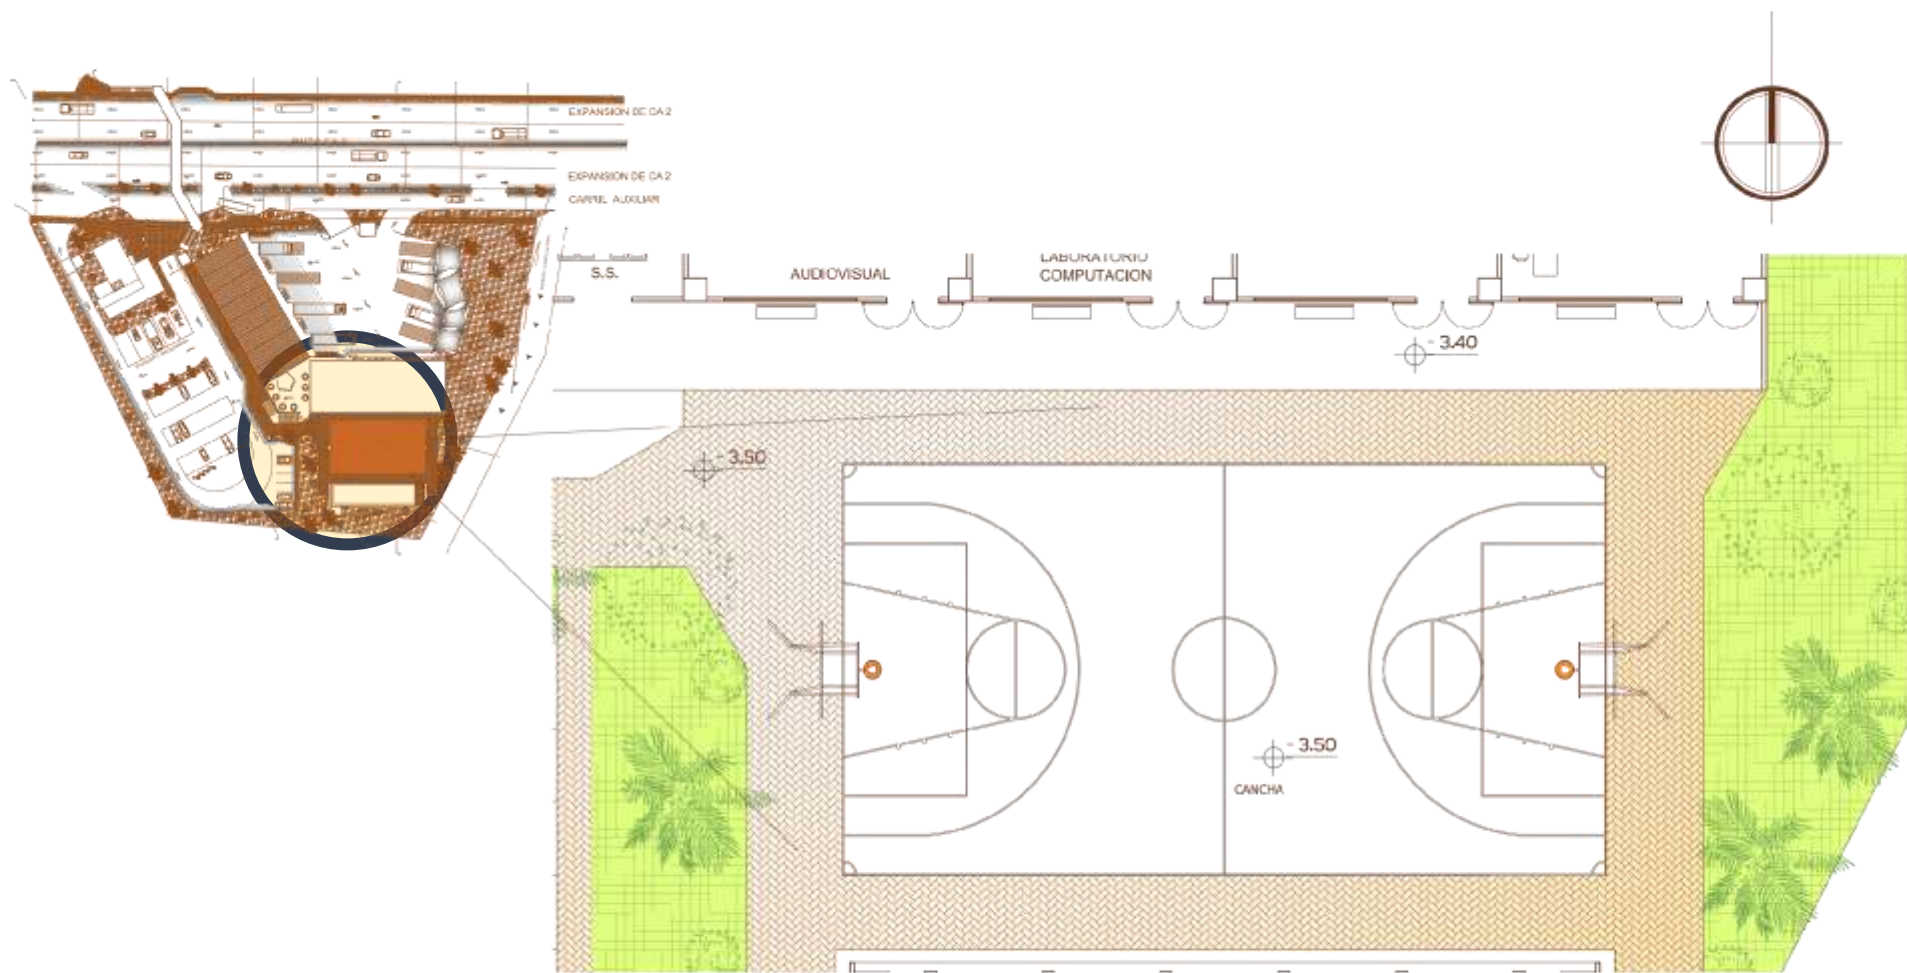 EXPANSION DE CA 2
EXPANSION DE CA 2
CARRIL AUXILIAR
S.S.
AUDIOVISUAL
LABORATORIO
COMPUTACION
- 3.40
- 3.50
- 3.50
CANCHA